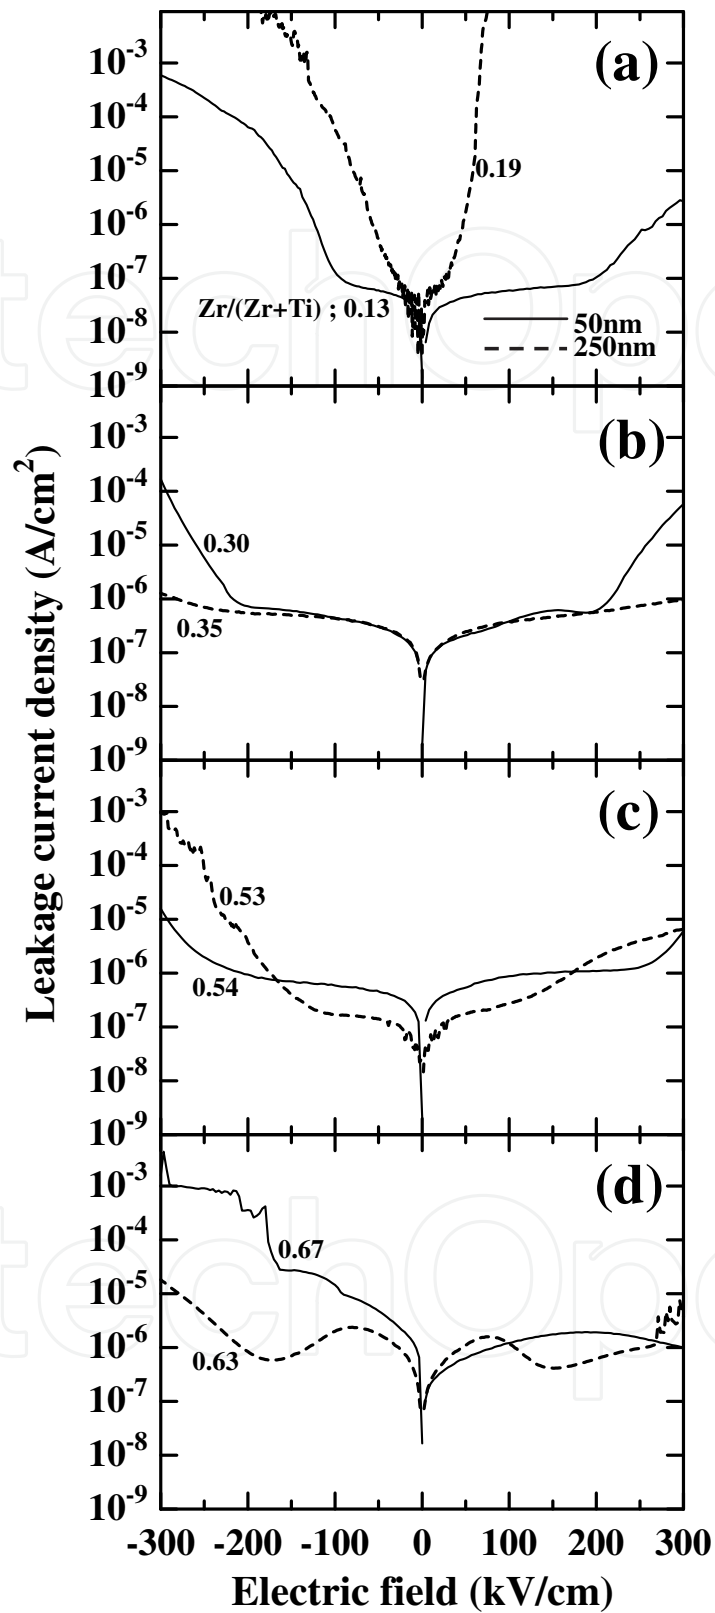 Leakage current density (A/cm²)
10⁻³
10⁻⁴
10⁻⁵
10⁻⁶
10⁻⁷
10⁻⁸
10⁻⁹
(a)
0.19
Zr/(Zr+Ti) ; 0.13
50nm
250nm
10⁻³
10⁻⁴
10⁻⁵
10⁻⁶
10⁻⁷
10⁻⁸
10⁻⁹
(b)
0.30
0.35
10⁻³
10⁻⁴
10⁻⁵
10⁻⁶
10⁻⁷
10⁻⁸
10⁻⁹
(c)
0.53
0.54
10⁻³
10⁻⁴
10⁻⁵
10⁻⁶
10⁻⁷
10⁻⁸
10⁻⁹
(d)
0.67
0.63
-300 -200 -100 0 100 200 300
Electric field (kV/cm)
techOpe
techOpe